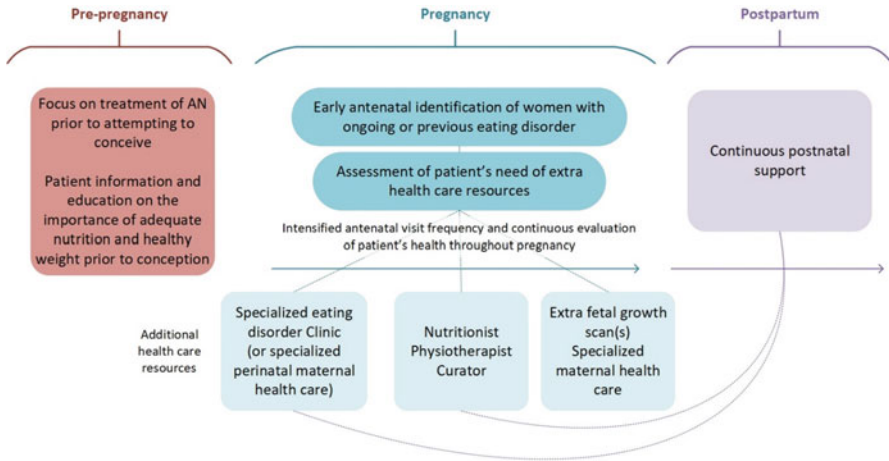 Pre-pregnancy
Pregnancy
Postpartum
Focus on treatment of AN
prior to attempting to
conceive
Patient information and
education on the
importance of adequate
nutrition and healthy
weight prior to conception
Early antenatal identification of women with
ongoing or previous eating disorder
Assessment of patient's need of extra
health care resources
Intensified antenatal visit frequency and continuous evaluation
of patient's health throughout pregnancy
Continuous postnatal
support
Additional
health care
resources
Specialized eating
disorder Clinic
(or specialized
perinatal maternal
health care)
Nutritionist
Physiotherapist
Curator
Extra fetal growth
scan(s)
Specialized
maternal health
care